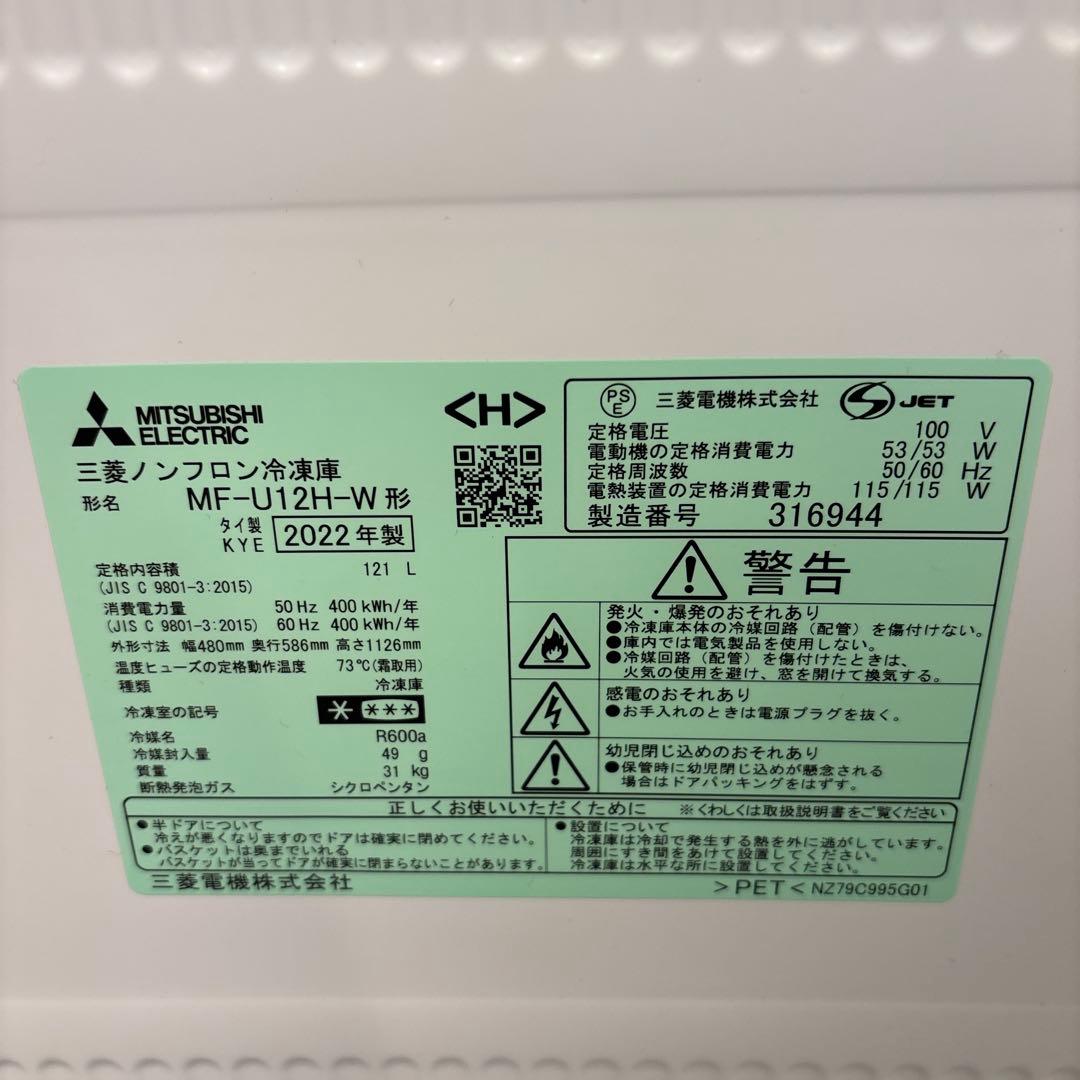 MITSUBISHI
ELECTRIC
三菱ノンフロン冷凍庫
形名 MF-U12H-W 形
タイ製
KYE 2022 年製
定格内容積 121 L
(JIS C 9801-3:2015)
消費電力量 50 Hz 400 kWh/年
(JIS C 9801-3:2015) 60 Hz 400 kWh/年
外形寸法 幅480mm 奥行586mm 高さ1126mm
温度ヒューズの定格動作温度 73℃(霜取用)
種類 冷凍庫
冷凍室の記号 * ***
冷媒名 R600a
冷媒封入量 49 g
質量 31 kg
断熱発泡ガス シクロペンタン
<H>
PS
E 三菱電機株式会社 S JET
定格電圧 100 V
電動機の定格消費電力 53/53 W
定格周波数 50/60 Hz
電熱装置の定格消費電力 115/115 W
製造番号 316944
警告
発火・爆発のおそれあり
●冷凍庫本体の冷媒回路（配管）を傷付けない。
●庫内では電気製品を使用しない。
●冷媒回路（配管）を傷付けたときは、
火気の使用を避け、窓を開けて換気する。
感電のおそれあり
●お手入れのときは電源プラグを抜く。
幼児閉じ込めのおそれあり
●保管時に幼児閉じ込めが懸念される
場合はドアパッキングをはずす。
正しくお使いいただくために ※くわしくは取扱説明書をご覧ください
●半ドアについて
冷えが悪くなりますのでドアは確実に閉めてください。
●バスケットは奥までいれる
バスケットが当ってドアが確実に閉まらないことがあります。
●設置について
冷凍庫は冷却で発生する熱を外に逃がしています。
周囲にすき間をあけて設置してください。
冷凍庫は水平な所に設置してください。
三菱電機株式会社
>PET< NZ79C995G01